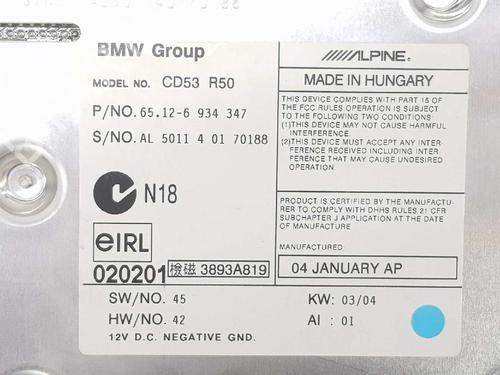 BMW Group
MODEL NO. CD53 R50
P/NO. 65.12-6 934 347
S/NO. AL 5011 4 01 70188
N18
eIRL
020201 檢磁 3893A819
SW/NO. 45
HW/NO. 42
12V D.C. NEGATIVE GND.
ALPINE®
MADE IN HUNGARY
THIS DEVICE COMPLIES WITH PART 15 OF
THE FCC RULES OPERATION IS SUBJECT
TO THE FOLLOWING TWO CONDITIONS:
(1)THIS DEVICE MAY NOT CAUSE HARMFUL
INTERFERENCE.
(2)THIS DEVICE MUST ACCEPT ANY INTER-
FERENCE RECEIVED INCLUDING INTER-
FERENCE THAT MAY CAUSE UNDESIRED
OPERATION.
PRODUCT IS CERTIFIED BY THE MANUFACTU-
RER TO COMPLY WITH DHHS RULES 21 CFR
SUBCHAPTER J APPLICATION AT THE DATE
OF MANUFACTURE
MANUFACTURED:
04 JANUARY AP
KW: 03/04
AI : 01